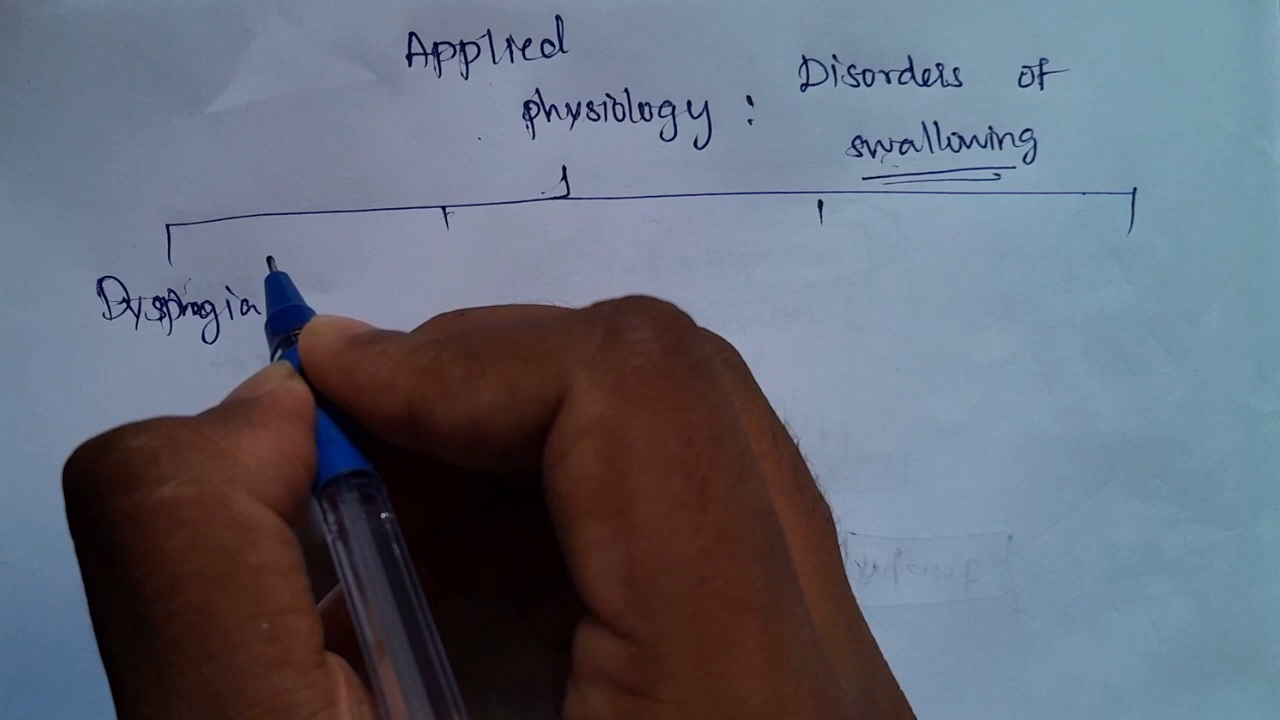 Applied
physiology : Disorders of
swallowing
Dysphagia